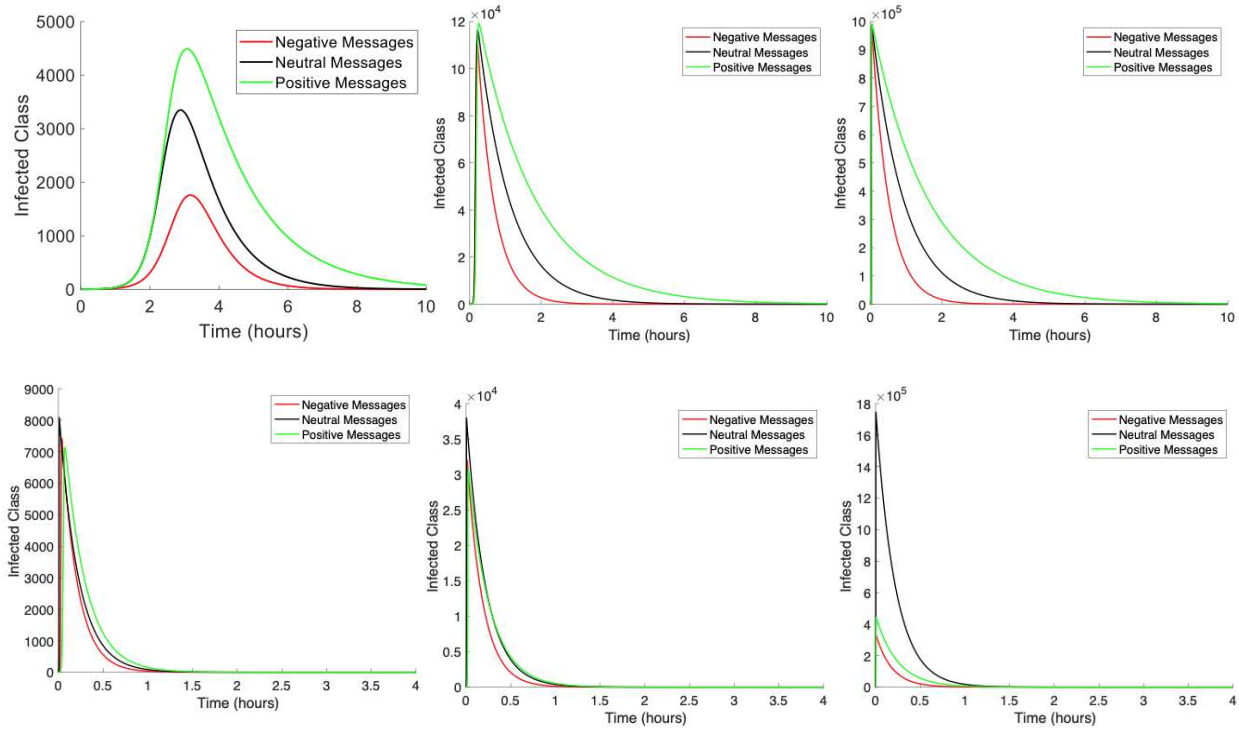 5000
4500
4000
3500
3000
2500
2000
1500
1000
500
0
Infected Class
0 2 4 6 8 10
Time (hours)
Negative Messages
Neutral Messages
Positive Messages
×10⁴
12
10
8
6
4
2
0
Infected Class
0 2 4 6 8 10
Time (hours)
Negative Messages
Neutral Messages
Positive Messages
×10⁵
10
9
8
7
6
5
4
3
2
1
0
Infected Class
0 2 4 6 8 10
Time (hours)
Negative Messages
Neutral Messages
Positive Messages
9000
8000
7000
6000
5000
4000
3000
2000
1000
0
Infected Class
0 0.5 1 1.5 2 2.5 3 3.5 4
Time (hours)
Negative Messages
Neutral Messages
Positive Messages
×10⁴
4
3.5
3
2.5
2
1.5
1
0.5
0
Infected Class
0 0.5 1 1.5 2 2.5 3 3.5 4
Time (hours)
Negative Messages
Neutral Messages
Positive Messages
×10⁵
18
16
14
12
10
8
6
4
2
0
Infected Class
0 0.5 1 1.5 2 2.5 3 3.5 4
Time (hours)
Negative Messages
Neutral Messages
Positive Messages